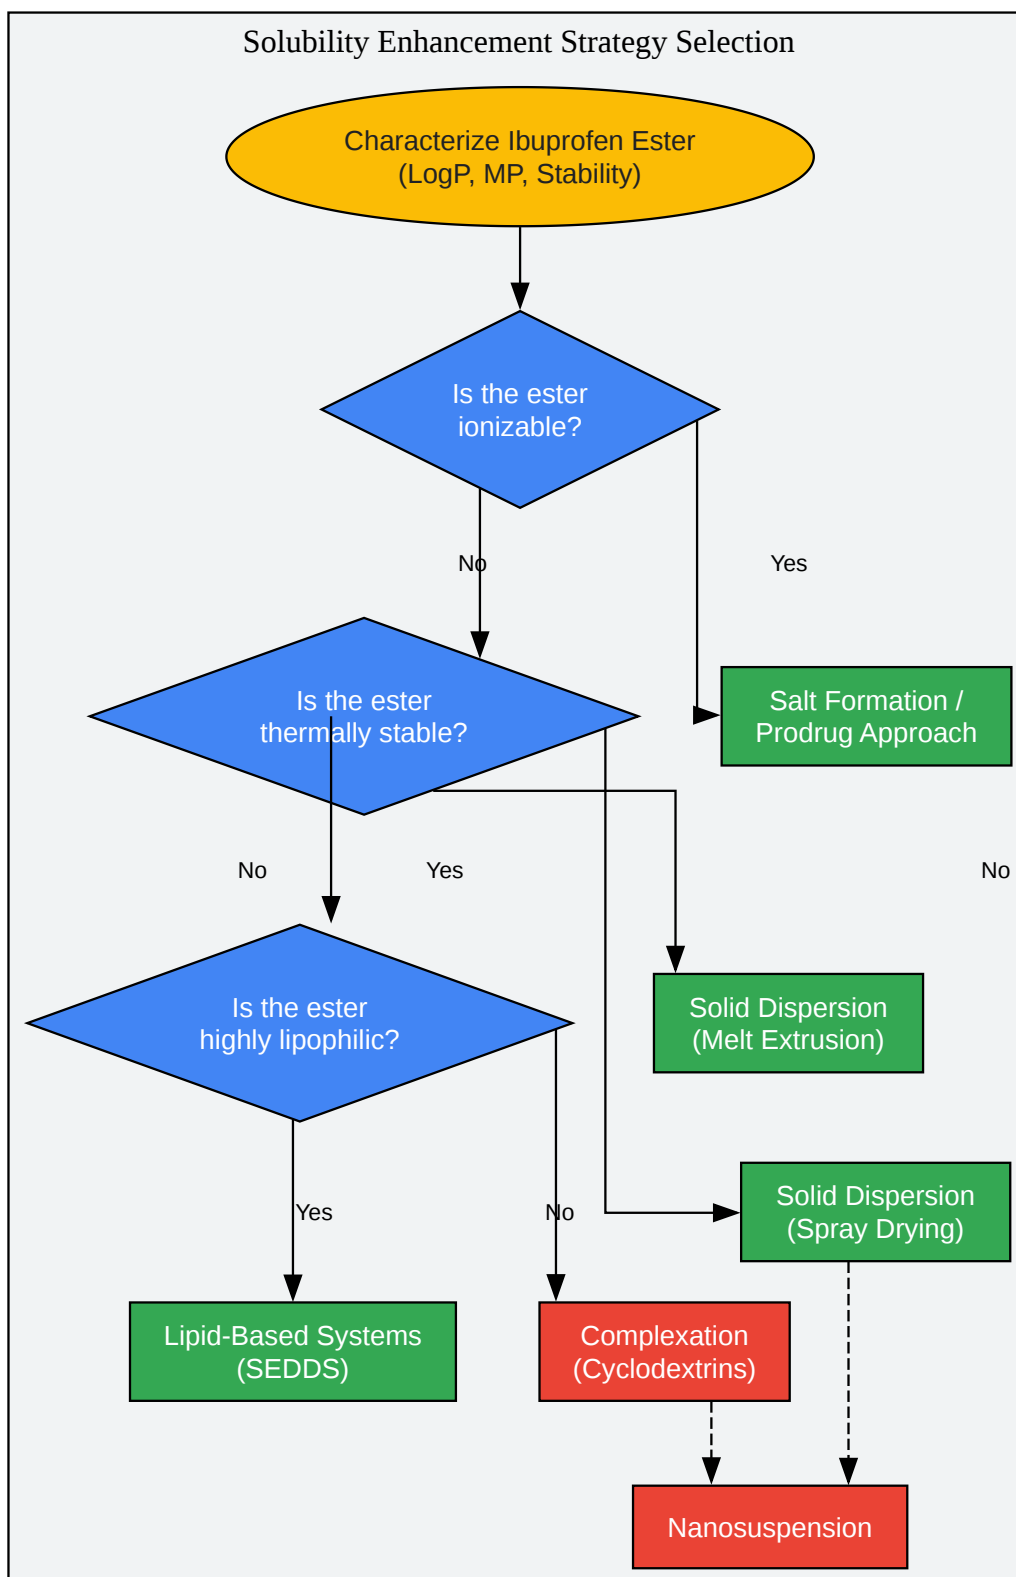 Solubility Enhancement Strategy Selection
Characterize Ibuprofen Ester
(LogP, MP, Stability)
Is the ester
ionizable?
No
Yes
Is the ester
thermally stable?
Salt Formation /
Prodrug Approach
No
Yes
No
Is the ester
highly lipophilic?
Solid Dispersion
(Melt Extrusion)
Solid Dispersion
(Spray Drying)
Yes
No
Lipid-Based Systems
(SEDDS)
Complexation
(Cyclodextrins)
Nanosuspension